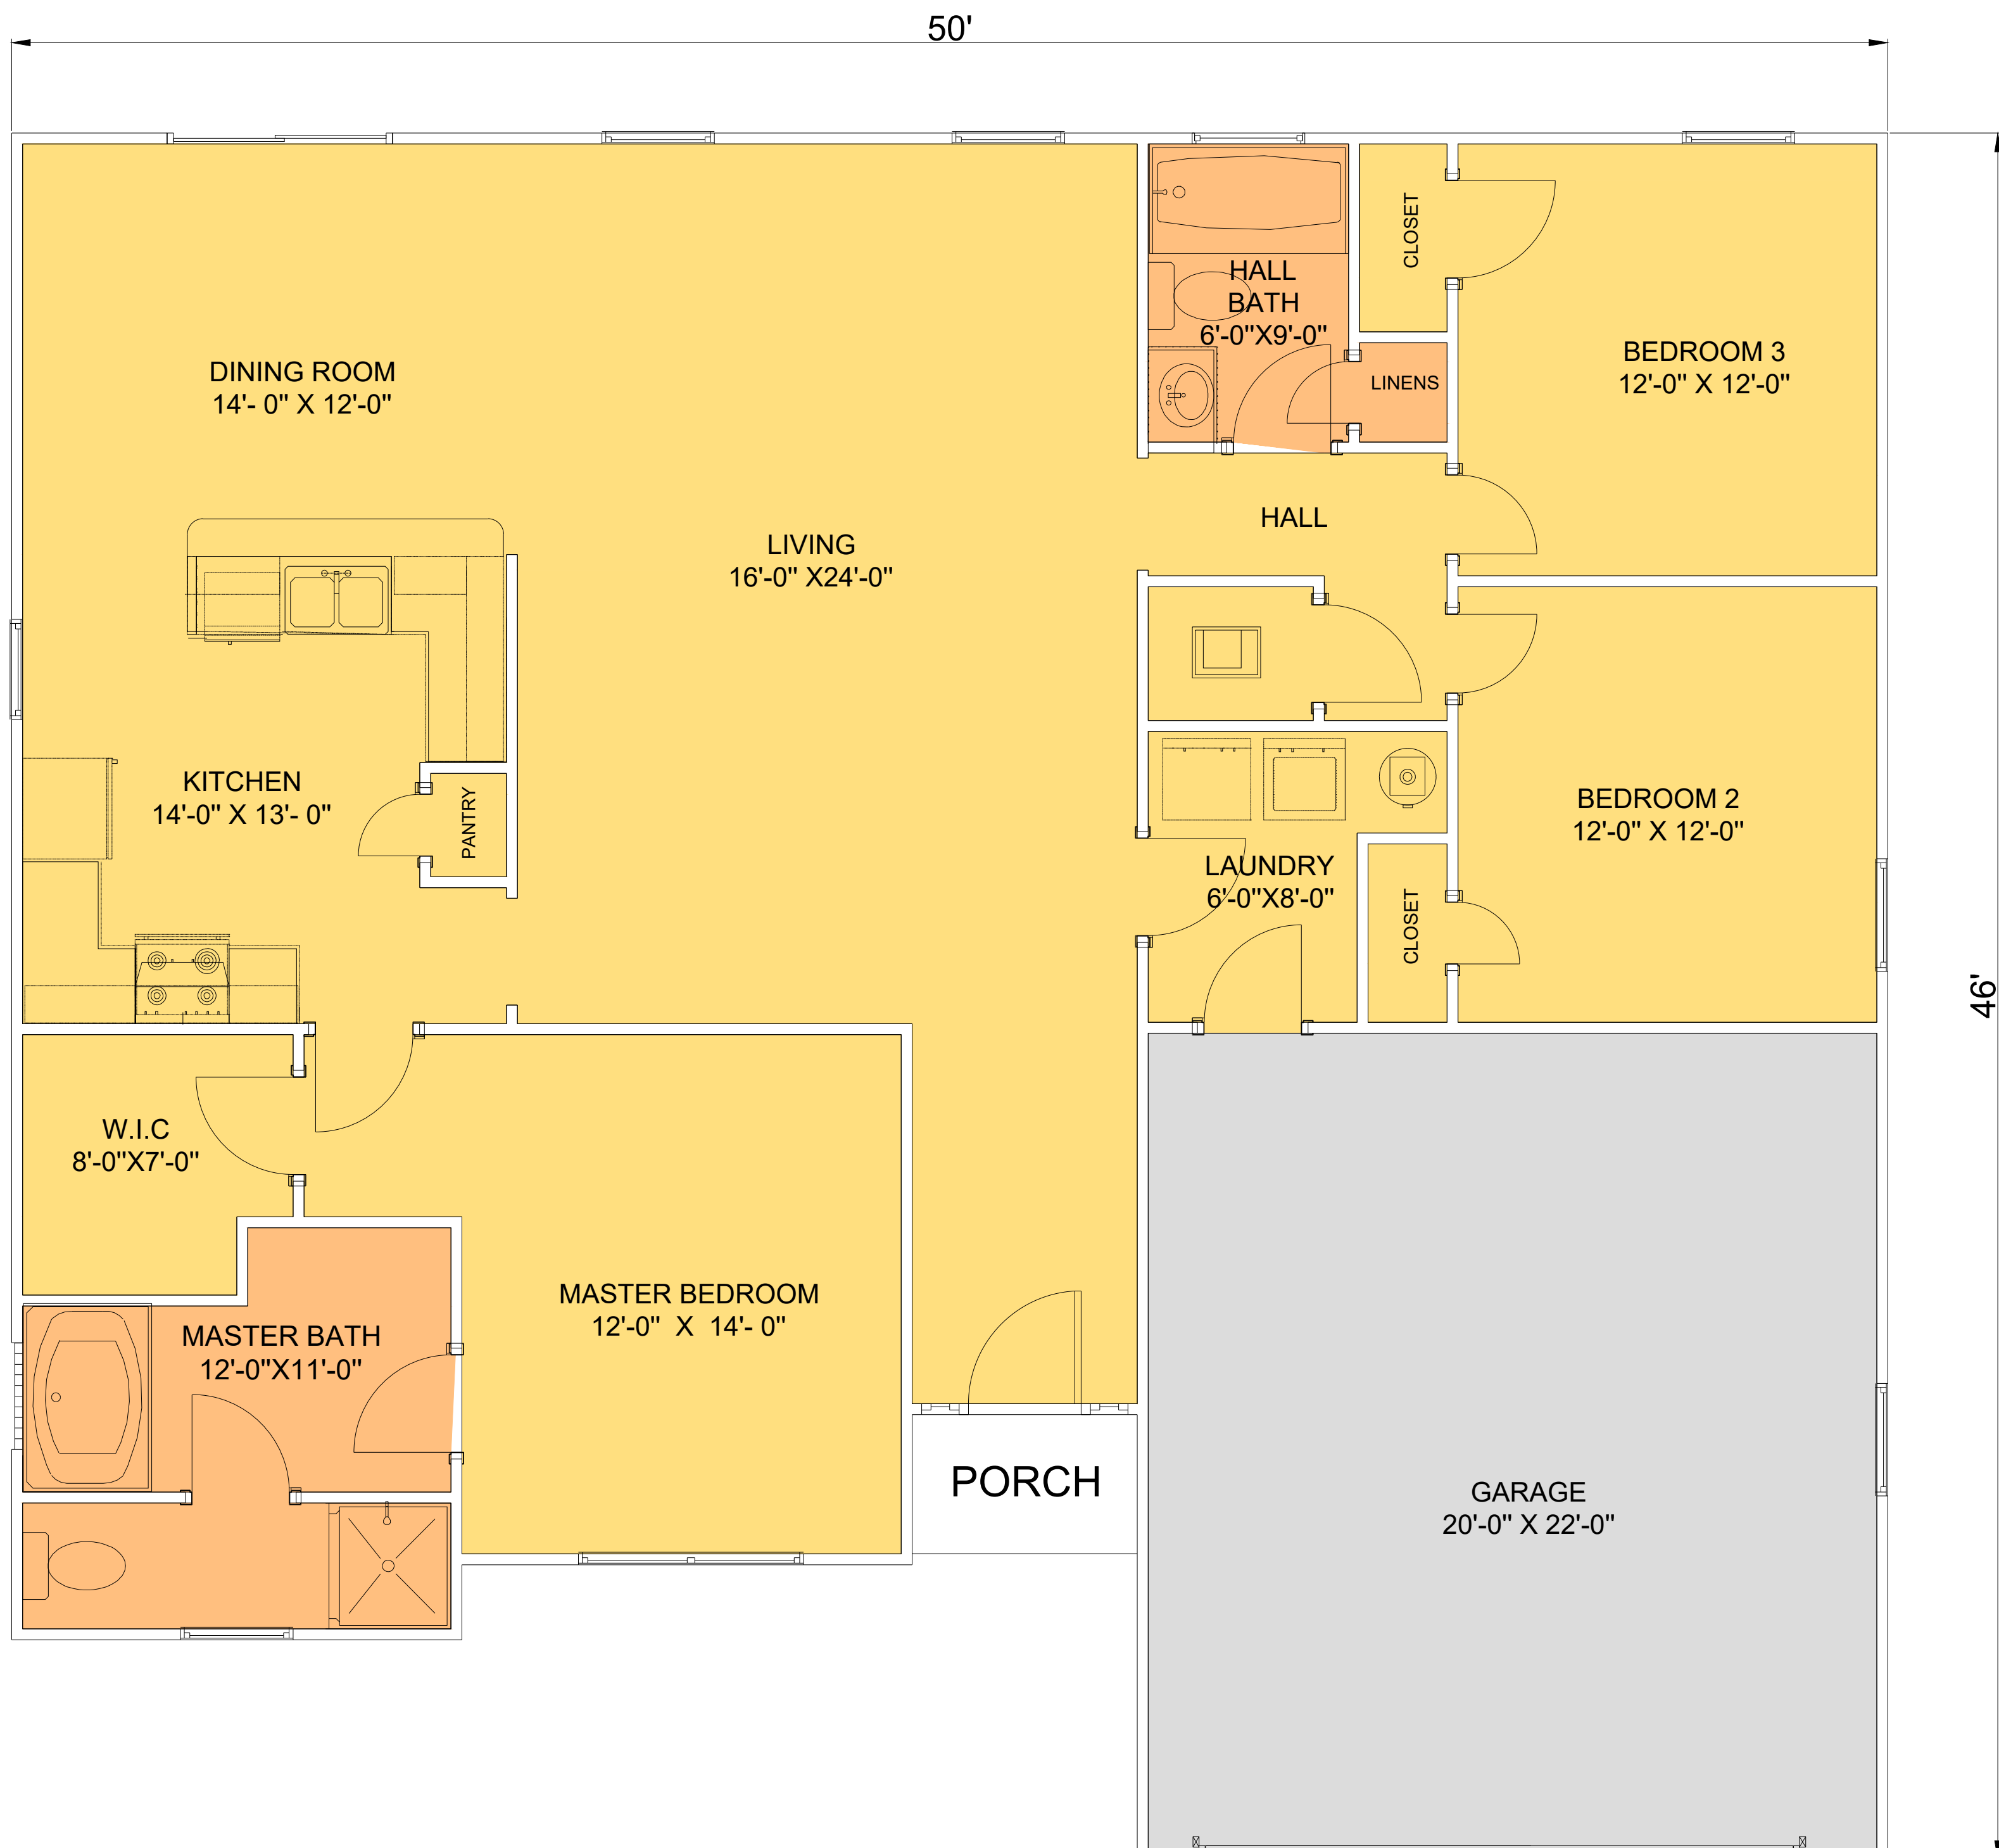 50'
HALL
BATH
6'-0"X9'-0"
CLOSET
DINING ROOM
14'- 0" X 12'-0"
LINENS
BEDROOM 3
12'-0" X 12'-0"
LIVING
16'-0" X24'-0"
HALL
KITCHEN
14'-0" X 13'- 0"
PANTRY
BEDROOM 2
12'-0" X 12'-0"
LAUNDRY
6'-0"X8'-0"
CLOSET
46'
W.I.C
8'-0"X7'-0"
MASTER BEDROOM
12'-0" X 14'- 0"
MASTER BATH
12'-0"X11'-0"
PORCH
GARAGE
20'-0" X 22'-0"